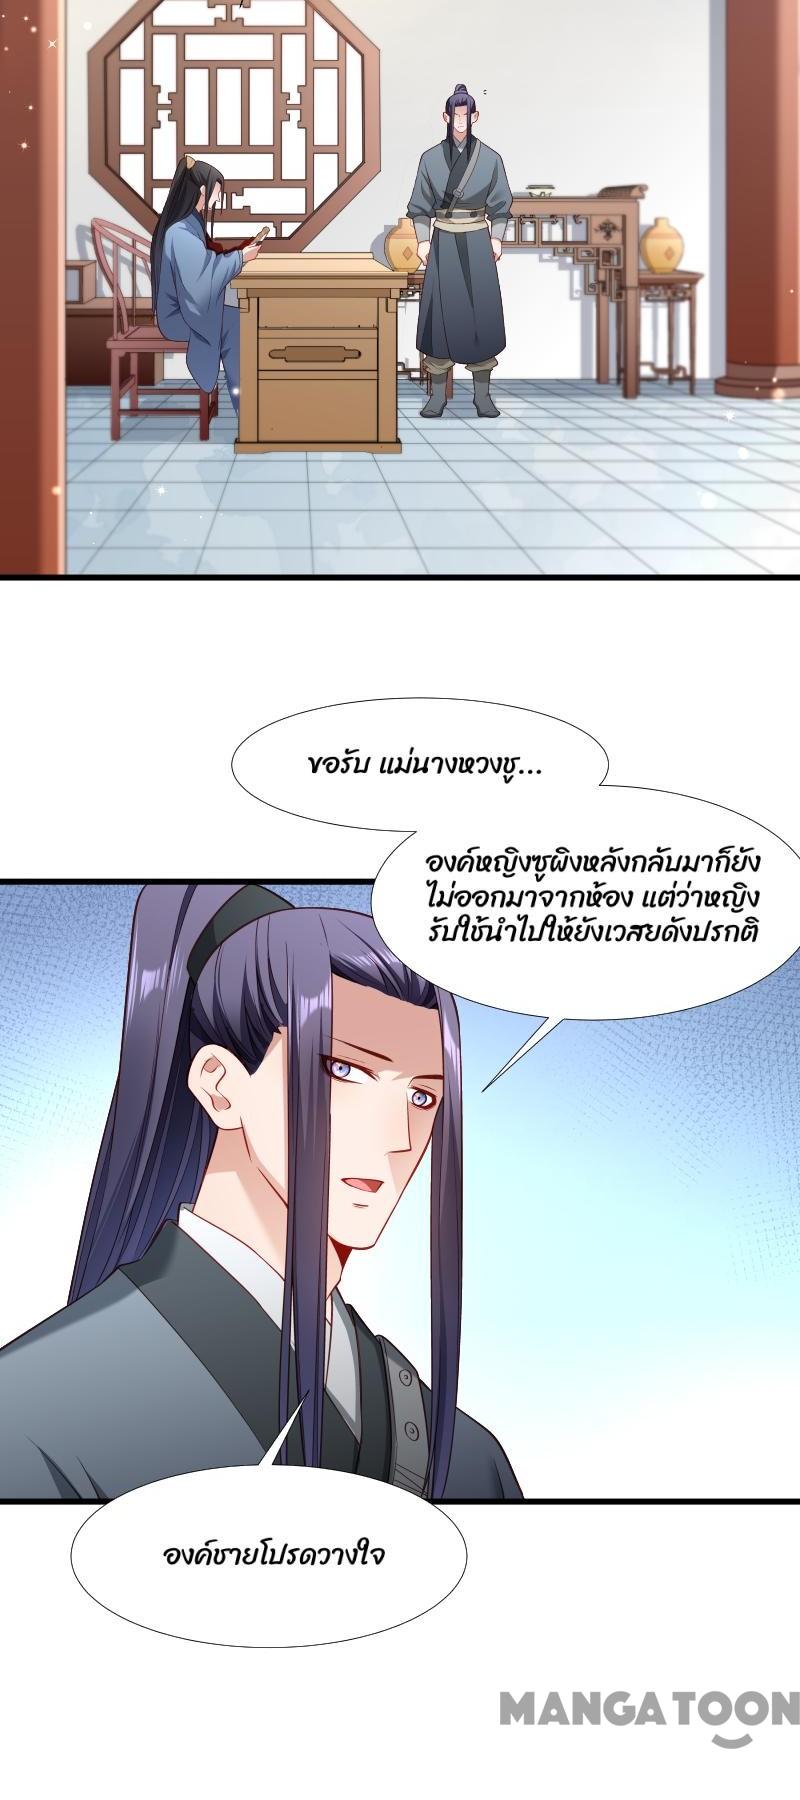 ขอรับ แม่นางหวงชู...
องค์หญิงซูผิงหลังกลับมาก็ยัง
ไม่ออกมาจากห้อง แต่ว่าหญิง
รับใช้นำไปให้ยังเวสยดังปรกติ
องค์ชายโปรดวางใจ
MANGATOON